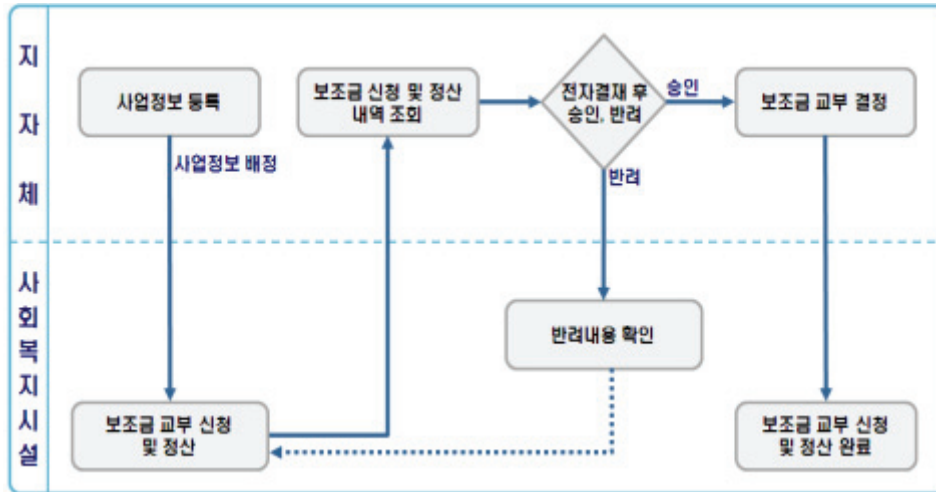 지자체
사업정보 등록
사업정보 배정
보조금 신청 및 정산
내역 조회
전자결재 후
승인, 반려
승인
반려
보조금 교부 결정
사회복지시설
보조금 교부 신청
및 정산
반려내용 확인
보조금 교부 신청
및 정산 완료